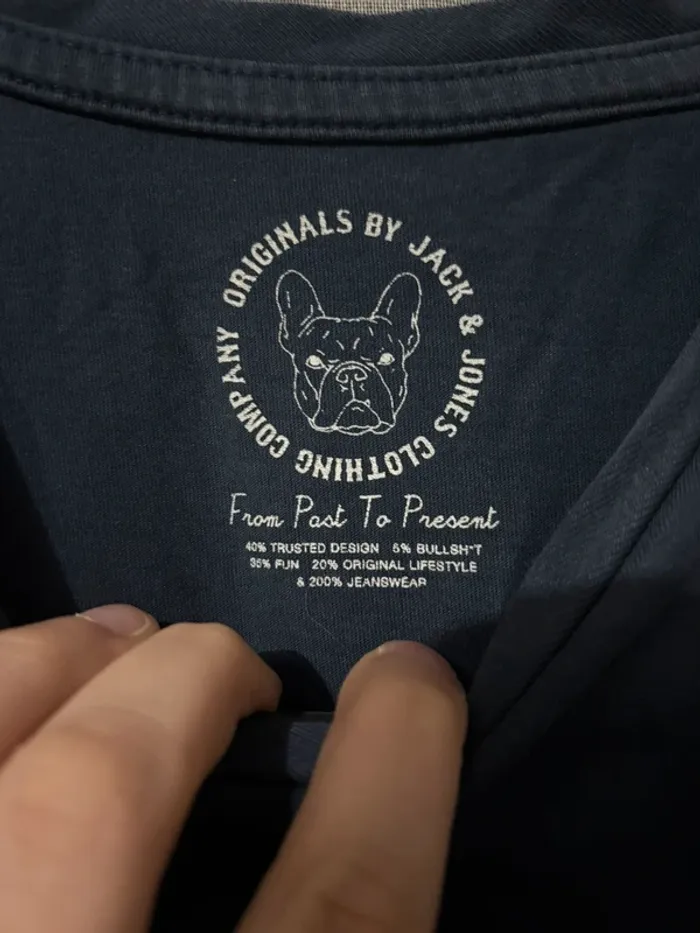 ORIGINALS BY JACK & JONES CLOTHING COMPANY
From Past To Present
40% TRUSTED DESIGN 5% BULLSH*T
35% FUN 20% ORIGINAL LIFESTYLE
& 200% JEANSWEAR